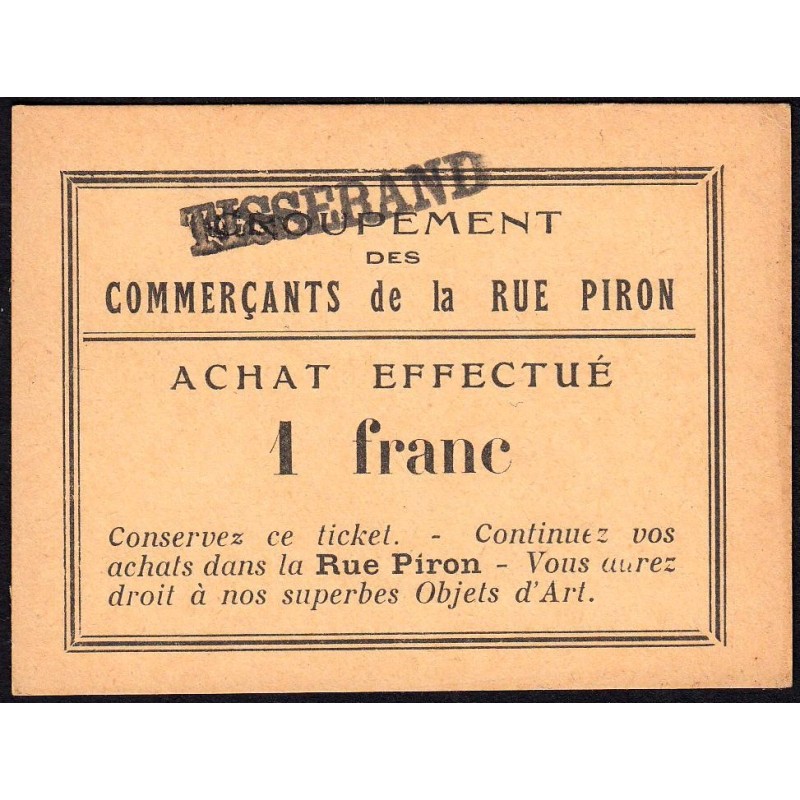 TISSERAND
GROUPEMENT
DES
COMMERÇANTS de la RUE PIRON
ACHAT EFFECTUÉ
1 franc
Conservez ce ticket. - Continuez vos
achats dans la Rue Piron - Vous aurez
droit à nos superbes Objets d'Art.